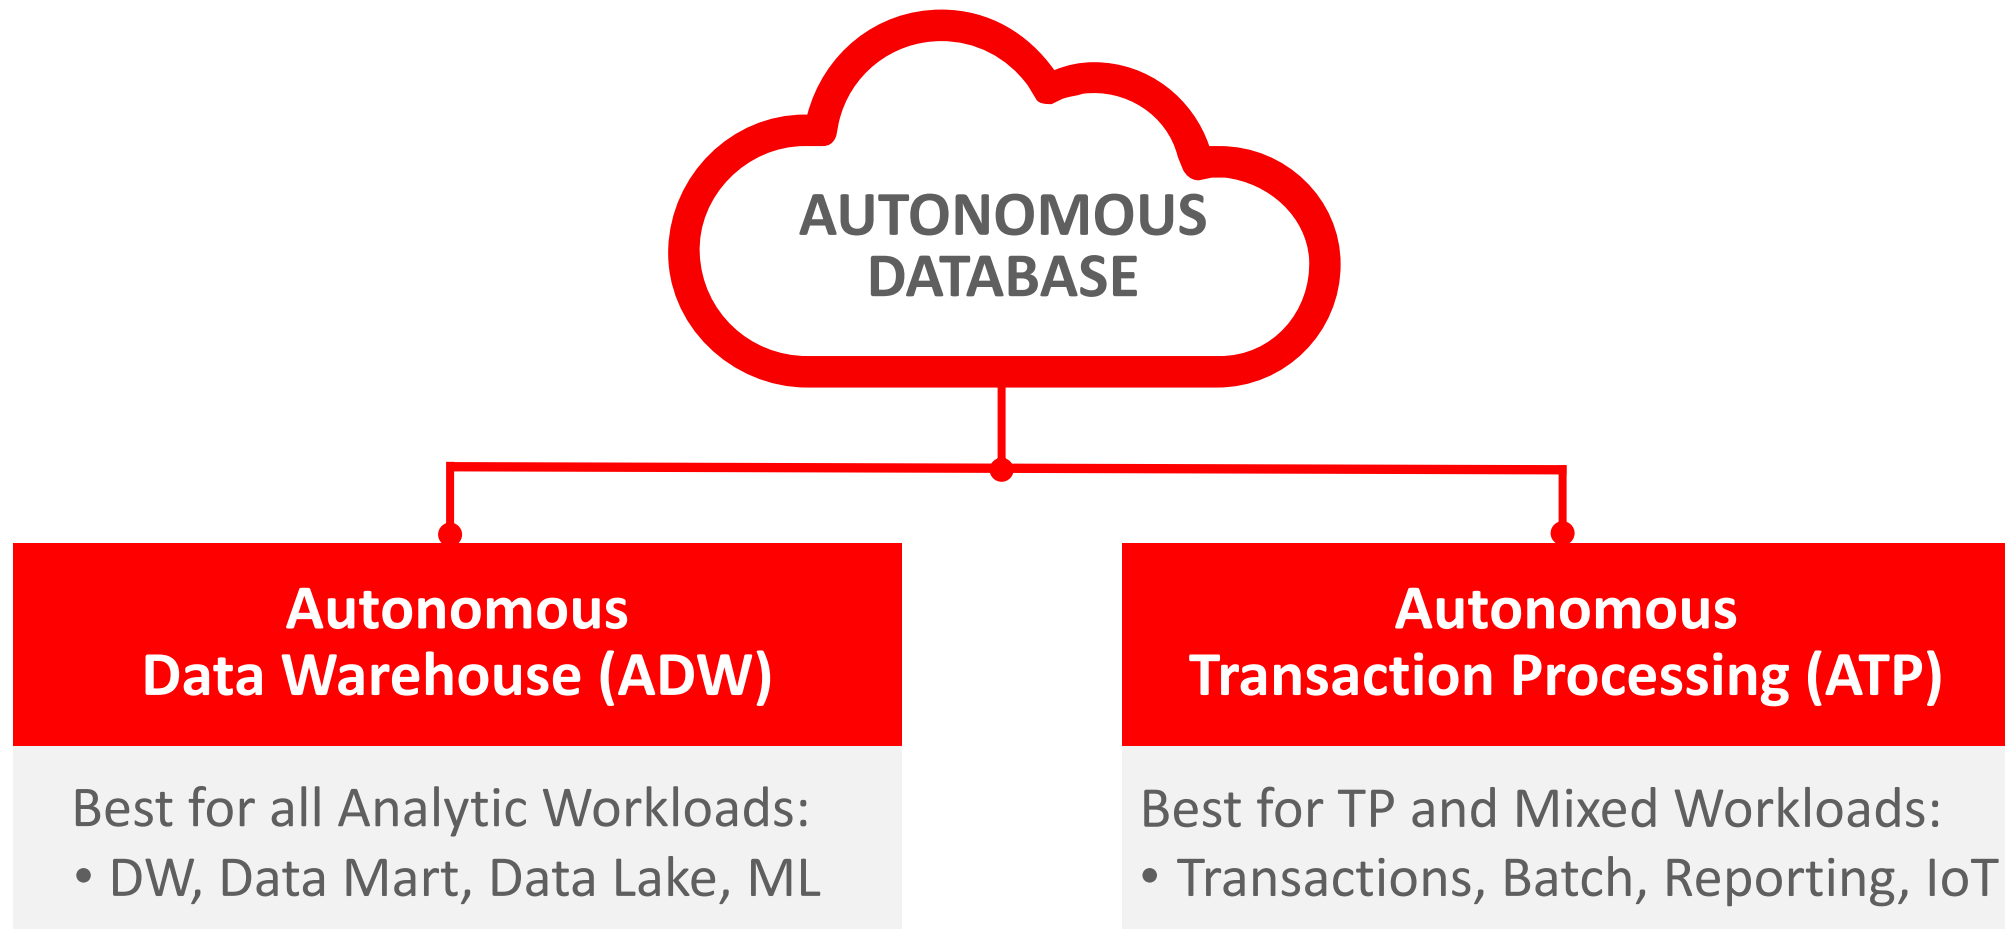 AUTONOMOUS
DATABASE
Autonomous
Data Warehouse (ADW)
Best for all Analytic Workloads:
• DW, Data Mart, Data Lake, ML
Autonomous
Transaction Processing (ATP)
Best for TP and Mixed Workloads:
• Transactions, Batch, Reporting, IoT